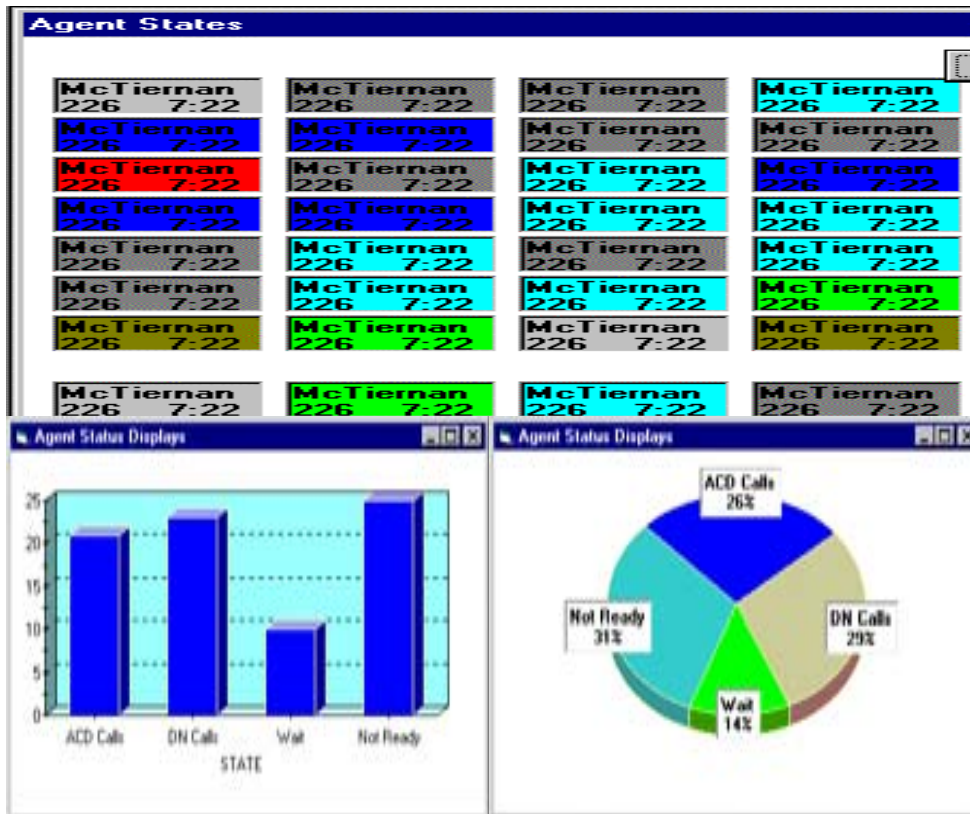 Agent States
McTiernan McTiernan McTiernan McTiernan
226 7:22 226 7:22 226 7:22 226 7:22
McTiernan McTiernan McTiernan McTiernan
226 7:22 226 7:22 226 7:22 226 7:22
McTiernan McTiernan McTiernan McTiernan
226 7:22 226 7:22 226 7:22 226 7:22
McTiernan McTiernan McTiernan McTiernan
226 7:22 226 7:22 226 7:22 226 7:22
McTiernan McTiernan McTiernan McTiernan
226 7:22 226 7:22 226 7:22 226 7:22
McTiernan McTiernan McTiernan McTiernan
226 7:22 226 7:22 226 7:22 226 7:22
McTiernan McTiernan McTiernan McTiernan
226 7:22 226 7:22 226 7:22 226 7:22
McTiernan McTiernan McTiernan McTiernan
226 7:22 226 7:22 226 7:22 226 7:22
Agent Status Displays
25
20
15
10
5
0
ACD Calls DN Calls Wait Not Ready
STATE
Agent Status Displays
ACD Calls
26%
Not Ready
31%
DN Calls
29%
Wait
14%